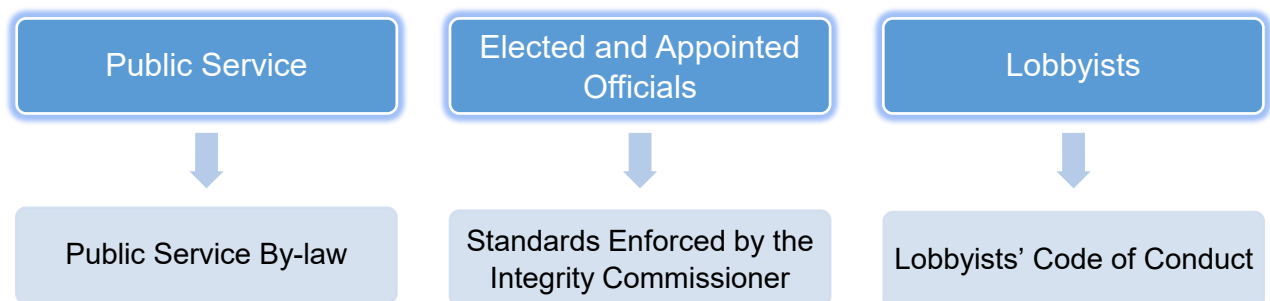 Public Service
Elected and Appointed
Officials
Lobbyists
Public Service By-law
Standards Enforced by the
Integrity Commissioner
Lobbyists’ Code of Conduct